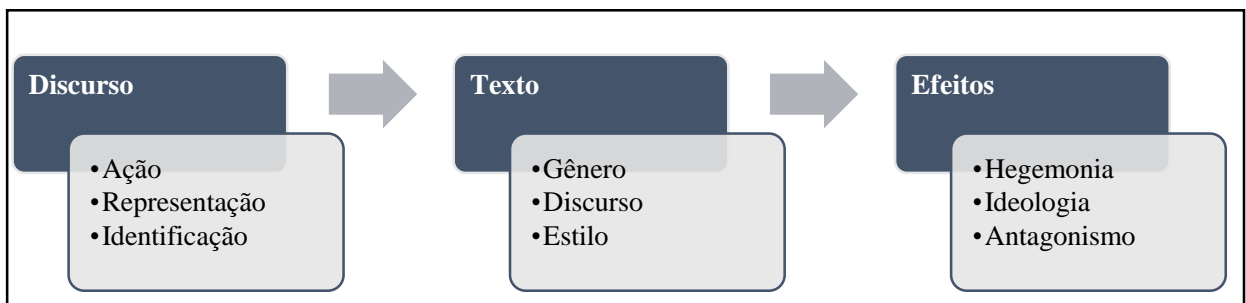 Discurso
•Ação
•Representação
•Identificação
Texto
•Gênero
•Discurso
•Estilo
Efeitos
•Hegemonia
•Ideologia
•Antagonismo